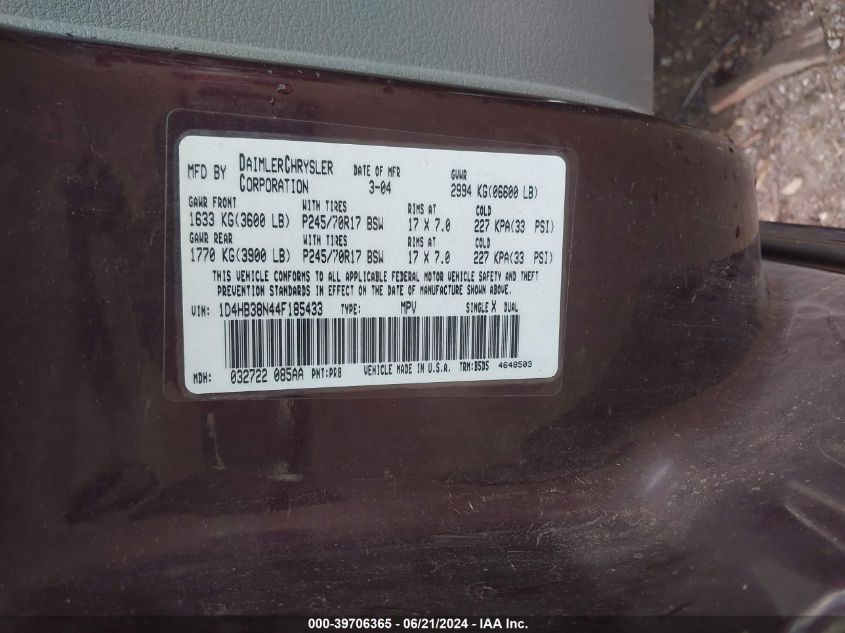 MFD BY DAIMLERCHRYSLER CORPORATION DATE OF MFR 3-04 GVWR 2994 KG(06600 LB)
GAWR FRONT WITH TIRES RIMS AT COLD
1633 KG(3600 LB) P245/70R17 BSW 17 X 7.0 227 KPA(33 PSI)
GAWR REAR WITH TIRES RIMS AT COLD
1770 KG(3900 LB) P245/70R17 BSW 17 X 7.0 227 KPA(33 PSI)
THIS VEHICLE CONFORMS TO ALL APPLICABLE FEDERAL MOTOR VEHICLE SAFETY AND THEFT
PREVENTION STANDARDS IN EFFECT ON THE DATE OF MANUFACTURE SHOWN ABOVE.
VIN: 1D4HB38N44F185433 TYPE: MPV SINGLE X DUAL
MDH: 032722 085AA PNT:PR8 VEHICLE MADE IN U.S.A. TRM:BSDS 4648503
000-39706365 - 06/21/2024 - IAA Inc.